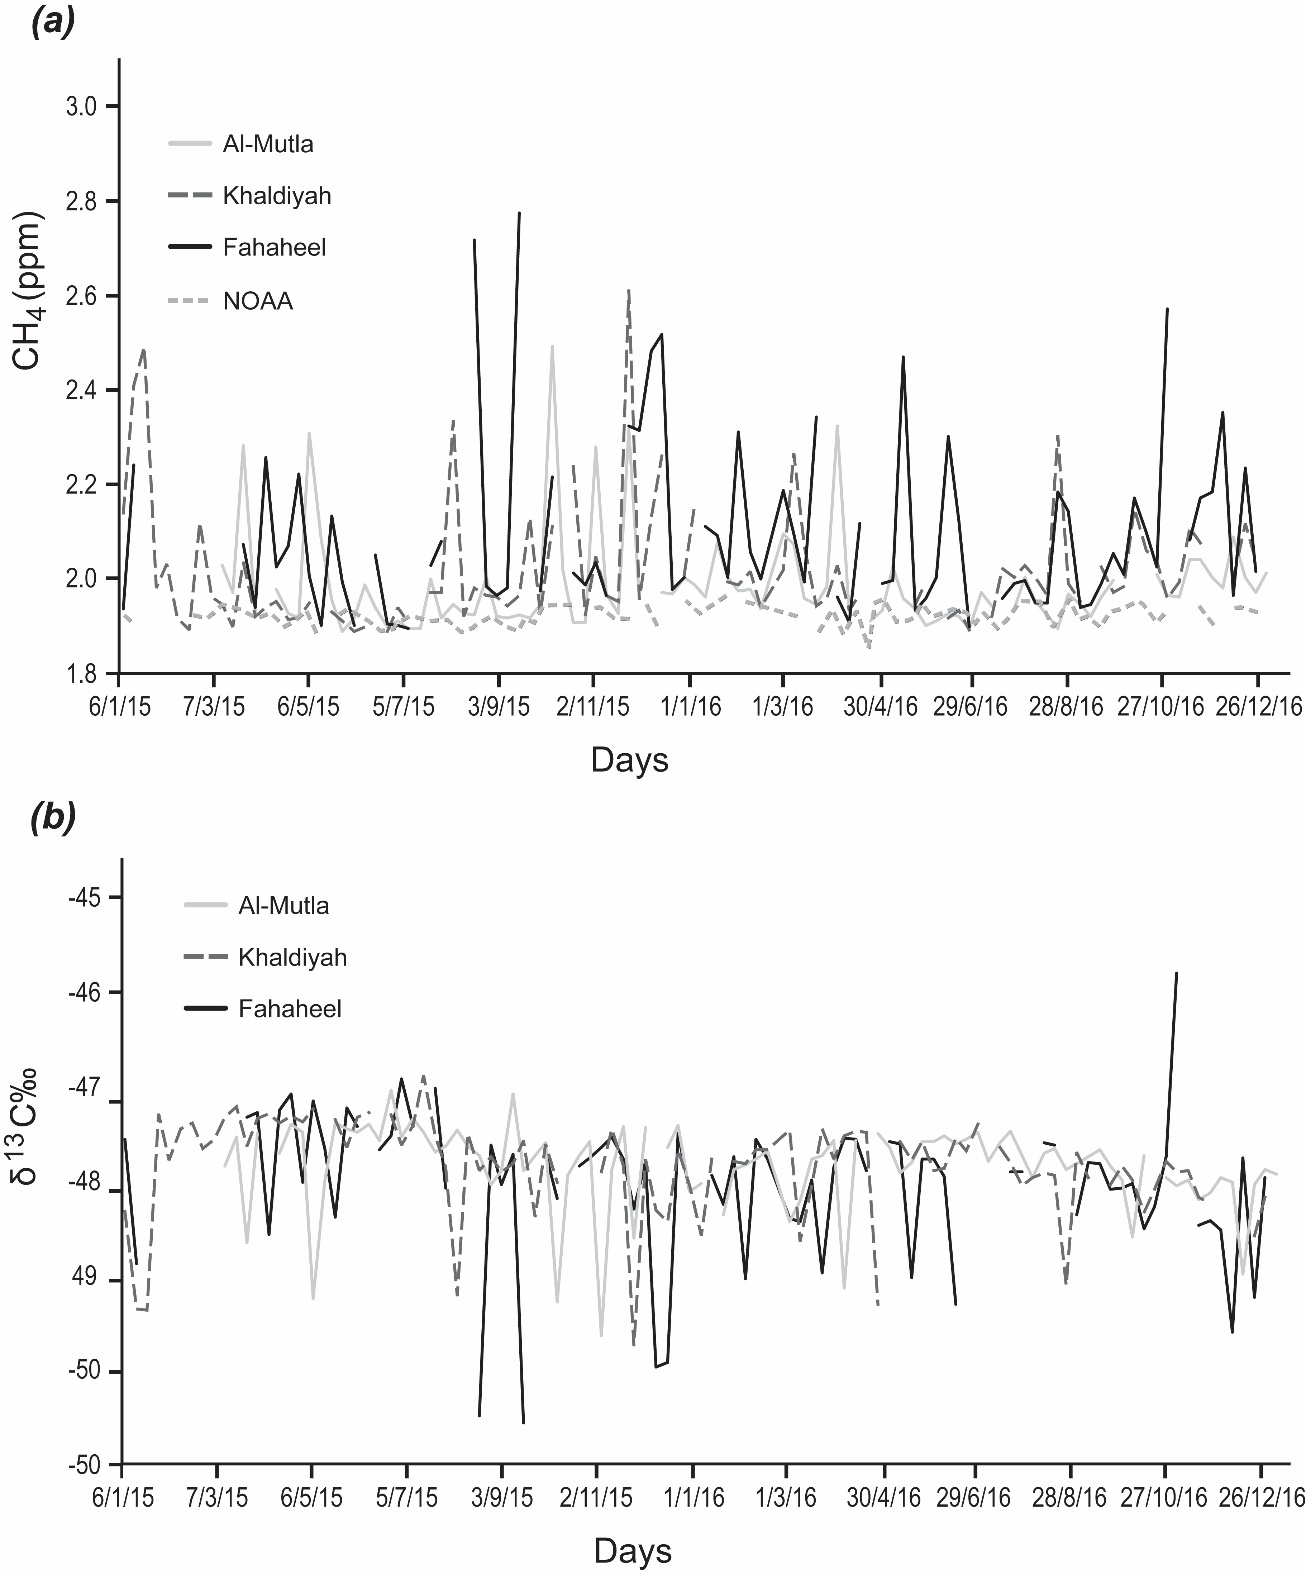 (a)
CH4 (ppm)
3.0
2.8
2.6
2.4
2.2
2.0
1.8
Al-Mutla
Khaldiyah
Fahaheel
NOAA
6/1/15 7/3/15 6/5/15 5/7/15 3/9/15 2/11/15 1/1/16 1/3/16 30/4/16 29/6/16 28/8/16 27/10/16 26/12/16
Days
(b)
δ13C‰
-45
-46
-47
-48
49
-50
-50
Al-Mutla
Khaldiyah
Fahaheel
6/1/15 7/3/15 6/5/15 5/7/15 3/9/15 2/11/15 1/1/16 1/3/16 30/4/16 29/6/16 28/8/16 27/10/16 26/12/16
Days